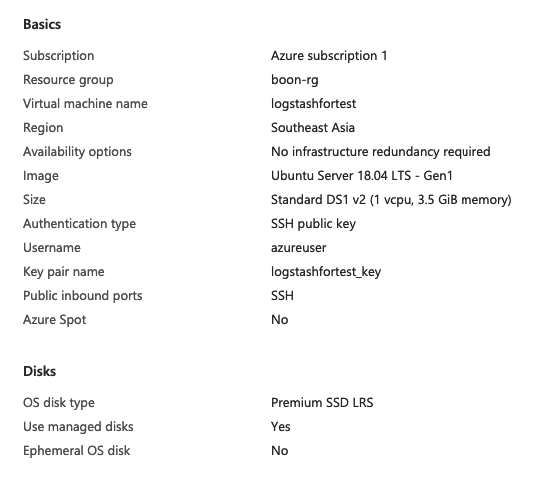 Basics
Subscription Azure subscription 1
Resource group boon-rg
Virtual machine name logstashfortest
Region Southeast Asia
Availability options No infrastructure redundancy required
Image Ubuntu Server 18.04 LTS - Gen1
Size Standard DS1 v2 (1 vcpu, 3.5 GiB memory)
Authentication type SSH public key
Username azureuser
Key pair name logstashfortest_key
Public inbound ports SSH
Azure Spot No
Disks
OS disk type Premium SSD LRS
Use managed disks Yes
Ephemeral OS disk No